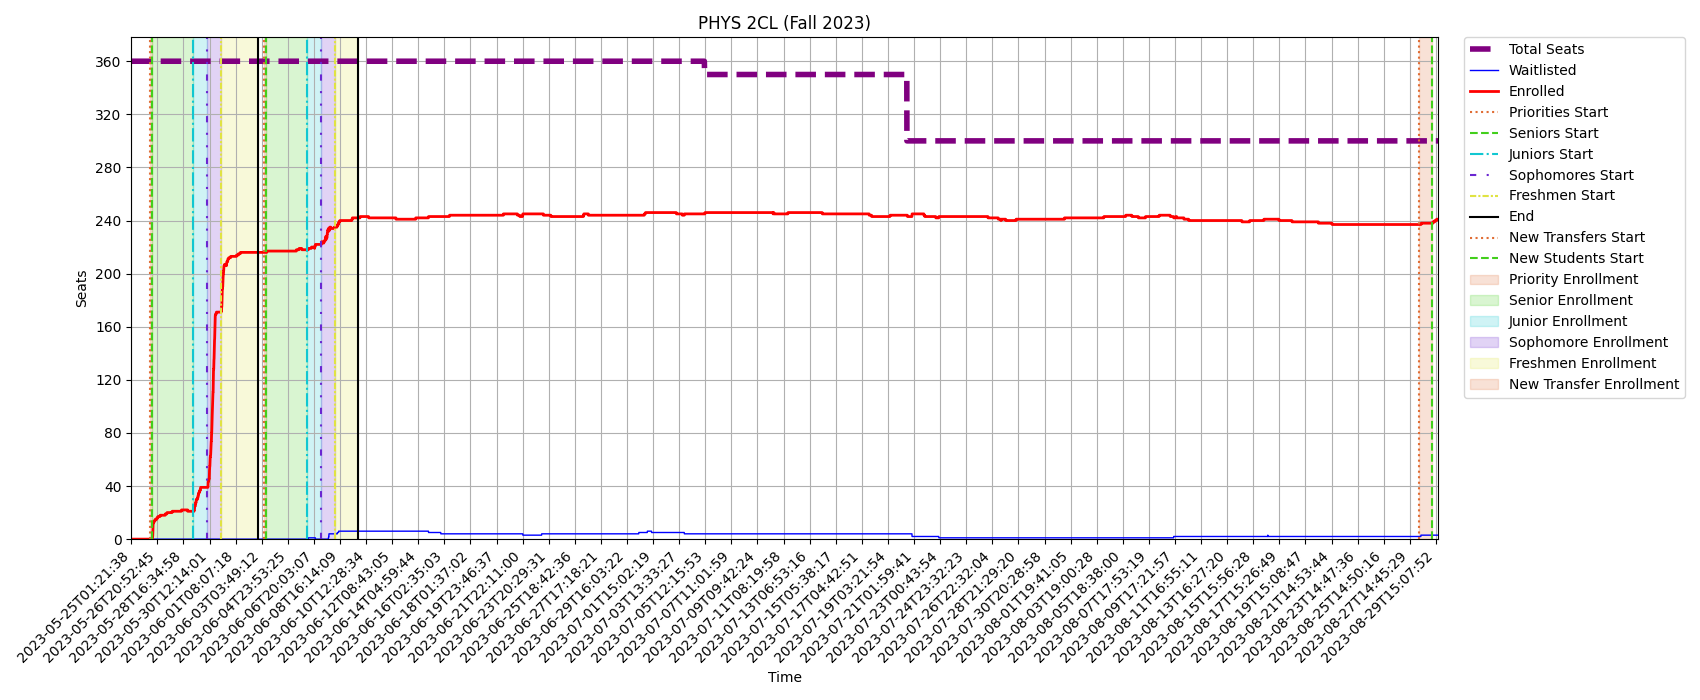 PHYS 2CL (Fall 2023)
Seats
360
320
280
240
200
160
120
80
40
0
2023-05-25T01:21:38
2023-05-26T20:52:45
2023-05-28T16:34:58
2023-05-30T12:14:01
2023-06-01T08:07:18
2023-06-03T03:49:12
2023-06-04T23:53:25
2023-06-06T20:03:07
2023-06-08T16:14:09
2023-06-10T12:28:34
2023-06-12T08:43:05
2023-06-14T04:59:44
2023-06-16T02:35:03
2023-06-18T01:37:02
2023-06-19T23:46:37
2023-06-21T22:11:00
2023-06-23T20:29:31
2023-06-25T18:42:36
2023-06-27T17:18:21
2023-06-29T16:03:22
2023-07-01T15:02:19
2023-07-03T13:33:27
2023-07-05T12:15:53
2023-07-07T11:01:59
2023-07-09T09:42:24
2023-07-11T08:19:58
2023-07-13T06:53:16
2023-07-15T05:38:17
2023-07-17T04:42:51
2023-07-19T03:21:54
2023-07-21T01:59:41
2023-07-23T00:43:54
2023-07-24T23:32:23
2023-07-26T22:32:04
2023-07-28T21:29:20
2023-07-30T20:28:58
2023-08-01T19:41:05
2023-08-03T19:00:28
2023-08-05T18:38:00
2023-08-07T17:53:19
2023-08-09T17:21:57
2023-08-11T16:55:11
2023-08-13T16:27:20
2023-08-15T15:56:28
2023-08-17T15:26:49
2023-08-19T15:08:47
2023-08-21T14:53:44
2023-08-23T14:47:36
2023-08-25T14:50:16
2023-08-27T14:45:29
2023-08-29T15:07:52
Time
Total Seats
Waitlisted
Enrolled
Priorities Start
Seniors Start
Juniors Start
Sophomores Start
Freshmen Start
End
New Transfers Start
New Students Start
Priority Enrollment
Senior Enrollment
Junior Enrollment
Sophomore Enrollment
Freshmen Enrollment
New Transfer Enrollment